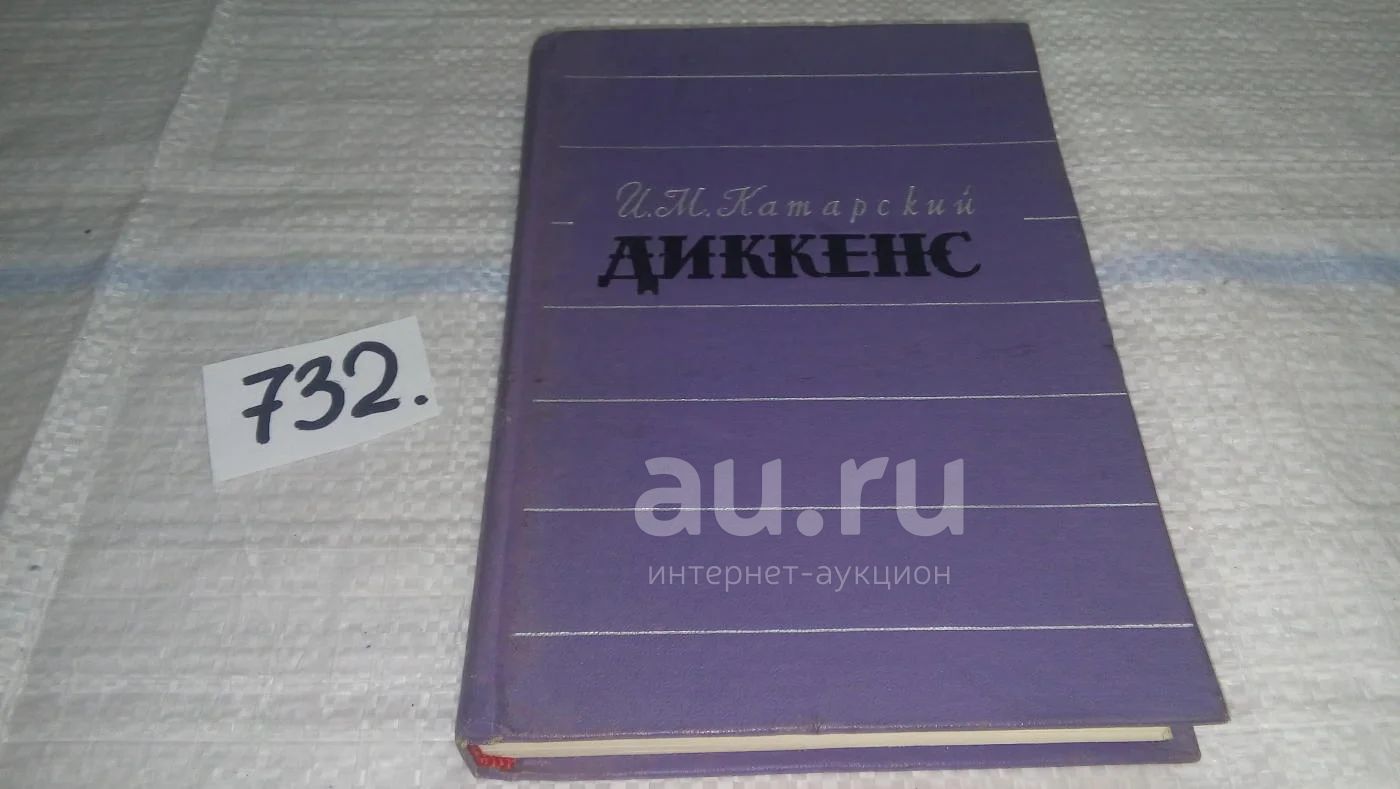 И.М.Катарский
ДИККЕНС
732.
au.ru
интернет-аукцион